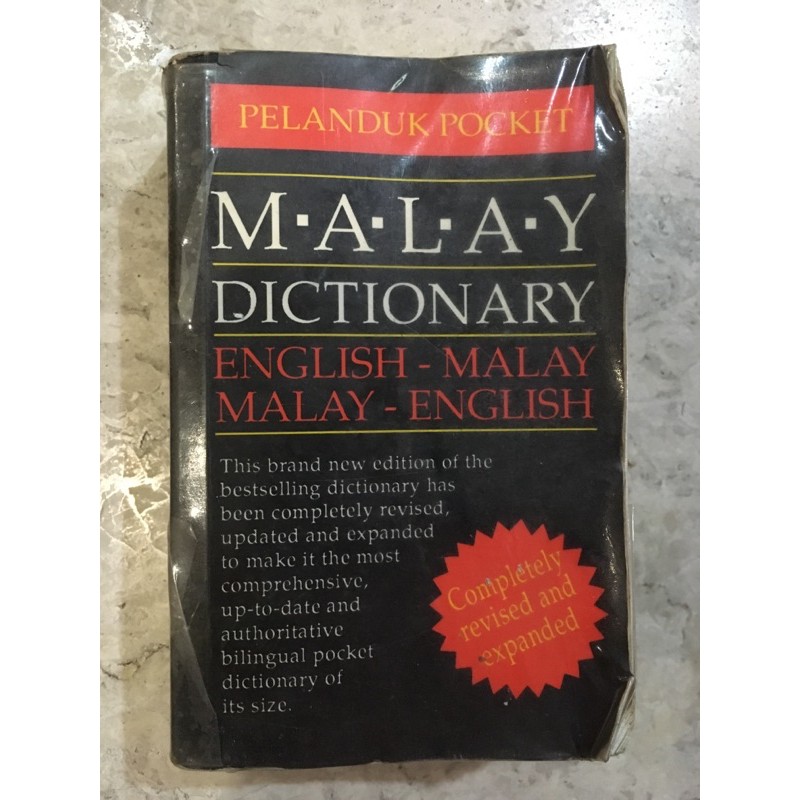 PELANDUK POCKET
M·A·L·A·Y
DICTIONARY
ENGLISH - MALAY
MALAY - ENGLISH
This brand new edition of the
bestselling dictionary has
been completely revised,
updated and expanded
to make it the most
comprehensive,
up-to-date and
authoritative
bilingual pocket
dictionary of
its size.
Completely
revised and
expanded